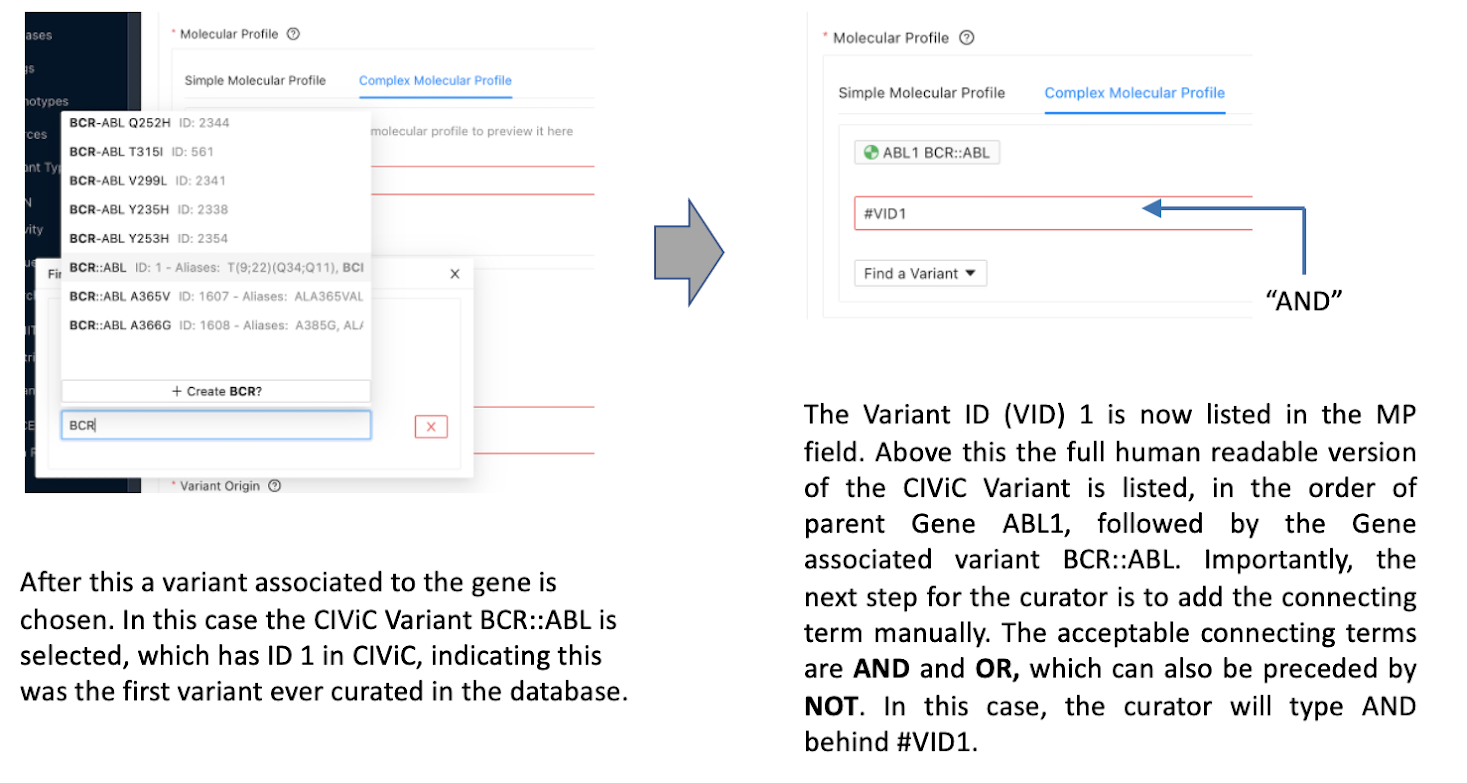 ases
gs
notypes
rces
ant Typ
N
vity
* Molecular Profile ?
Simple Molecular Profile Complex Molecular Profile
molecular profile to preview it here
BCR-ABL Q252H ID: 2344
BCR-ABL T315I ID: 561
BCR-ABL V299L ID: 2341
BCR-ABL Y235H ID: 2338
BCR-ABL Y253H ID: 2354
BCR::ABL ID: 1 - Aliases: T(9;22)(Q34;Q11), BCI
BCR::ABL A365V ID: 1607 - Aliases: ALA365VAL
BCR::ABL A366G ID: 1608 - Aliases: A385G, AL
Fi
X
+ Create BCR?
BCR
X
* Variant Origin ?
After this a variant associated to the gene is
chosen. In this case the CIViC Variant BCR::ABL is
selected, which has ID 1 in CIViC, indicating this
was the first variant ever curated in the database.
* Molecular Profile ?
Simple Molecular Profile Complex Molecular Profile
ABL1 BCR::ABL
#VID1
Find a Variant
“AND”
The Variant ID (VID) 1 is now listed in the MP
field. Above this the full human readable version
of the CIViC Variant is listed, in the order of
parent Gene ABL1, followed by the Gene
associated variant BCR::ABL. Importantly, the
next step for the curator is to add the connecting
term manually. The acceptable connecting terms
are AND and OR, which can also be preceded by
NOT. In this case, the curator will type AND
behind #VID1.